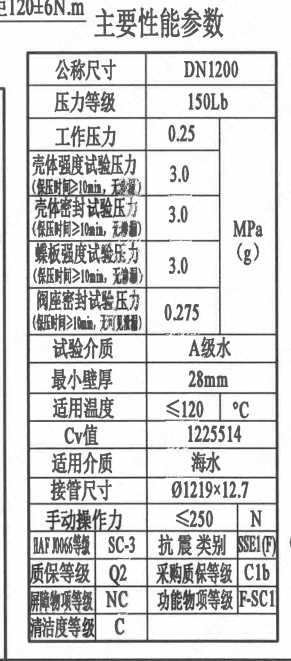 120±6N.m
主要性能参数
公称尺寸 DN1200
压力等级 150Lb
工作压力 0.25
壳体强度试验压力
(保压时间≥10min，无渗漏) 3.0
壳体密封试验压力
(保压时间≥10min，无渗漏) 3.0
MPa
(g)
蝶板强度试验压力
(保压时间≥10min，无渗漏) 3.0
阀座密封试验压力
(保压时间≥10min，无可见泄漏) 0.275
试验介质 A级水
最小壁厚 28mm
适用温度 ≤120 °C
Cv值 1225514
适用介质 海水
接管尺寸 Ø1219×12.7
手动操作力 ≤250 N
HAF J0066等级 SC-3 抗震类别 SSE1(F)
质保等级 Q2 采购质保等级 C1b
屏障物项等级 NC 功能物项等级 F-SC1
清洁度等级 C